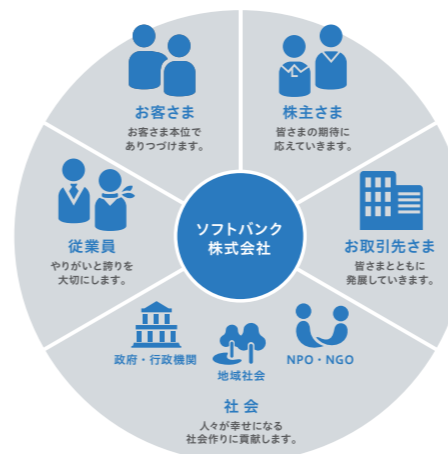 お客さま
お客さま本位で
ありつづけます。
株主さま
皆さまの期待に
応えていきます。
従業員
やりがいと誇りを
大切にします。
ソフトバンク
株式会社
お取引先さま
皆さまとともに
発展していきます。
政府・行政機関
地域社会
NPO・NGO
社会
人々が幸せになる
社会作りに貢献します。